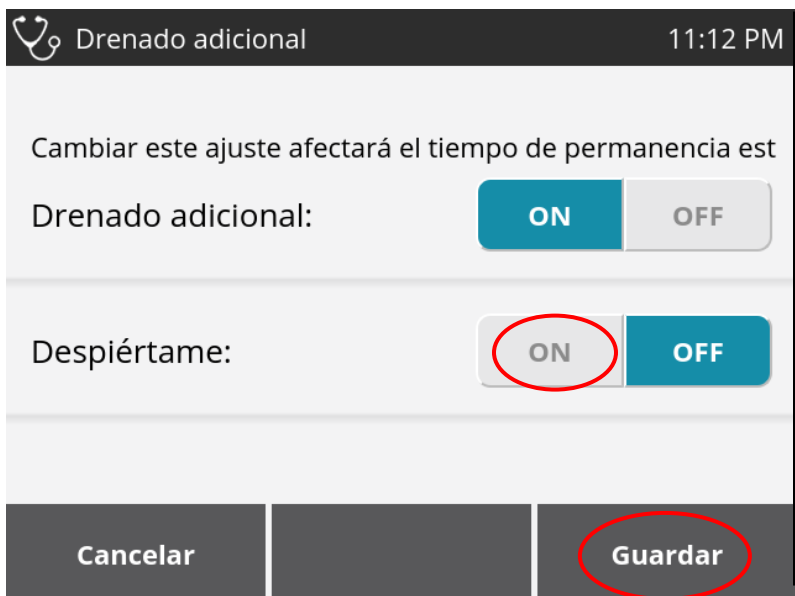 Drenado adicional 11:12 PM
Cambiar este ajuste afectará el tiempo de permanencia est
Drenado adicional: ON OFF
Despiértame: ON OFF
Cancelar Guardar